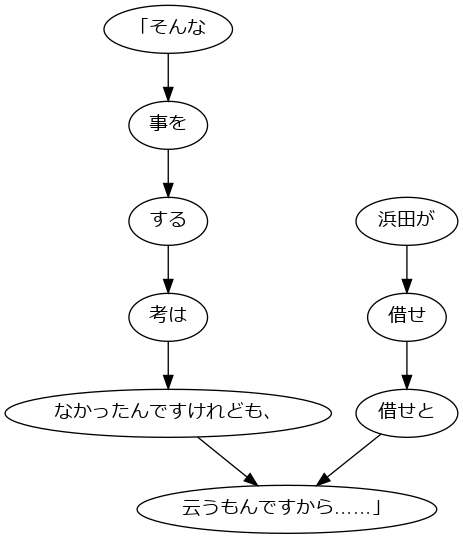 「そんな
事を
する
考は
なかったんですけれども、
浜田が
借せ
借せと
云うもんですから……」